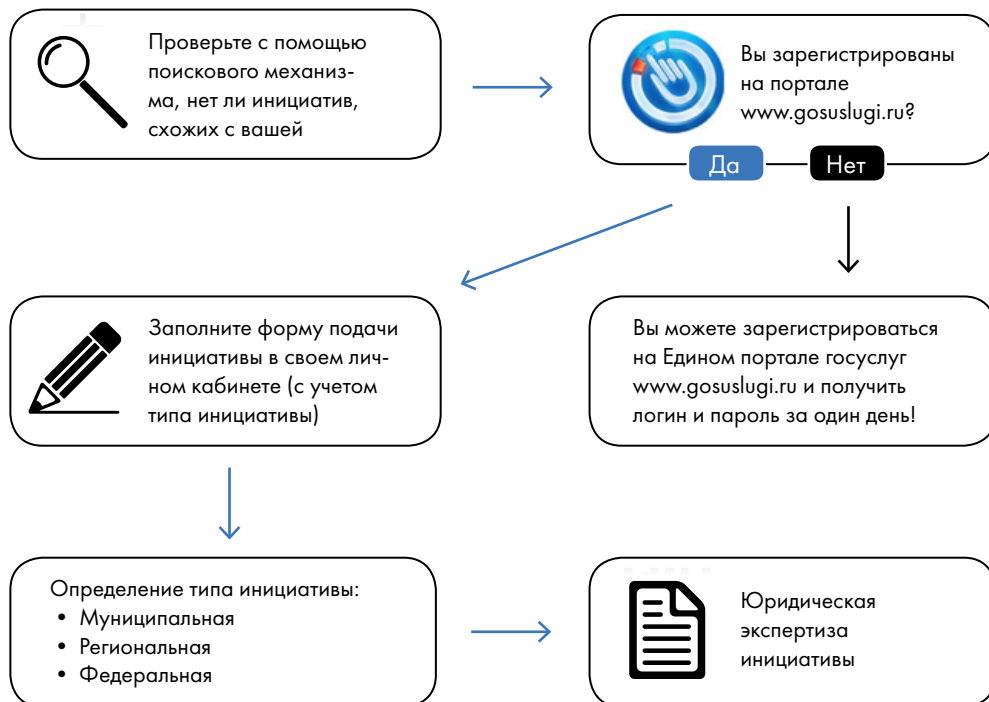 Проверьте с помощью
поискового механиз-
ма, нет ли инициатив,
схожих с вашей
Вы зарегистрированы
на портале
www.gosuslugi.ru?
Да
Нет
Заполните форму подачи
инициативы в своем лич-
ном кабинете (с учетом
типа инициативы)
Вы можете зарегистрироваться
на Едином портале госуслуг
www.gosuslugi.ru и получить
логин и пароль за один день!
Определение типа инициативы:
• Муниципальная
• Региональная
• Федеральная
Юридическая
экспертиза
инициативы